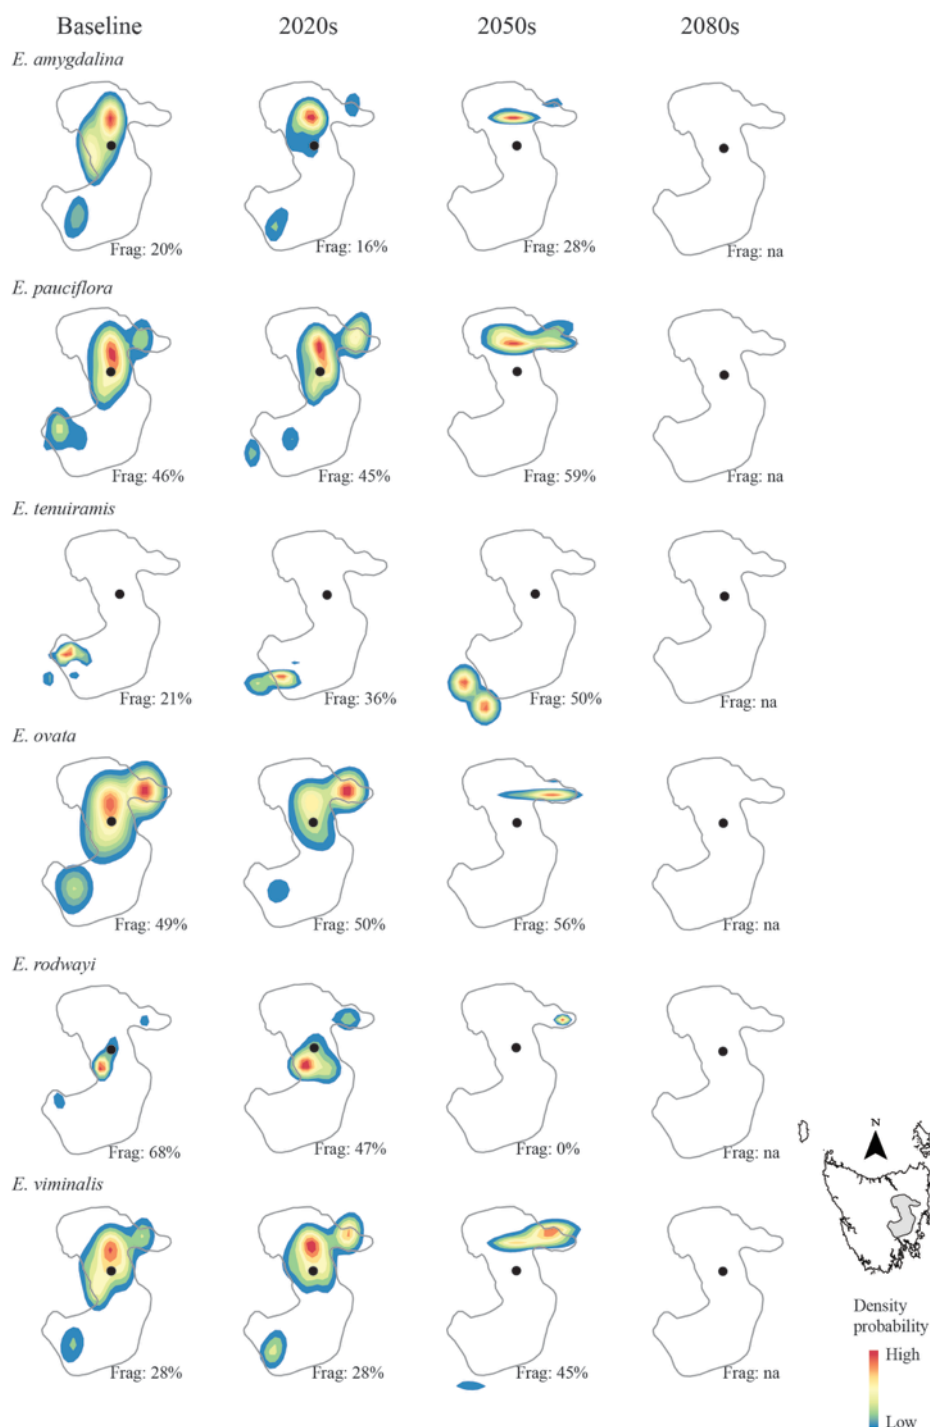 Baseline 2020s 2050s 2080s
E. amygdalina
Frag: 20% Frag: 16% Frag: 28% Frag: na
E. pauciflora
Frag: 46% Frag: 45% Frag: 59% Frag: na
E. tenuiramis
Frag: 21% Frag: 36% Frag: 50% Frag: na
E. ovata
Frag: 49% Frag: 50% Frag: 56% Frag: na
E. rodwayi
Frag: 68% Frag: 47% Frag: 0% Frag: na
N
E. viminalis
Frag: 28% Frag: 28% Frag: 45% Frag: na
Density
probability
High
Low